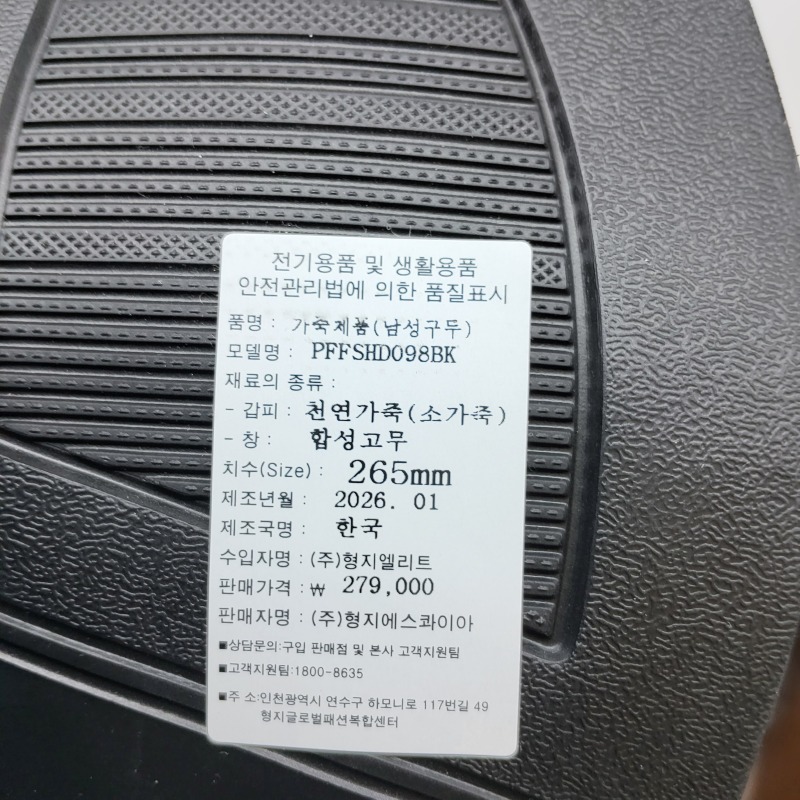 전기용품 및 생활용품
안전관리법에 의한 품질표시
품명 : 가죽제품(남성구두)
모델명 : PFFSHD098BK
재료의 종류 :
- 갑피 : 천연가죽(소가죽)
- 창 : 합성고무
치수(Size) : 265mm
제조년월 : 2026. 01
제조국명 : 한국
수입자명 : (주)형지엘리트
판매가격 : ₩ 279,000
판매자명 : (주)형지에스콰이아
■상담문의:구입 판매점 및 본사 고객지원팀
■고객지원팀:1800-8635
■주 소:인천광역시 연수구 하모니로 117번길 49
형지글로벌패션복합센터